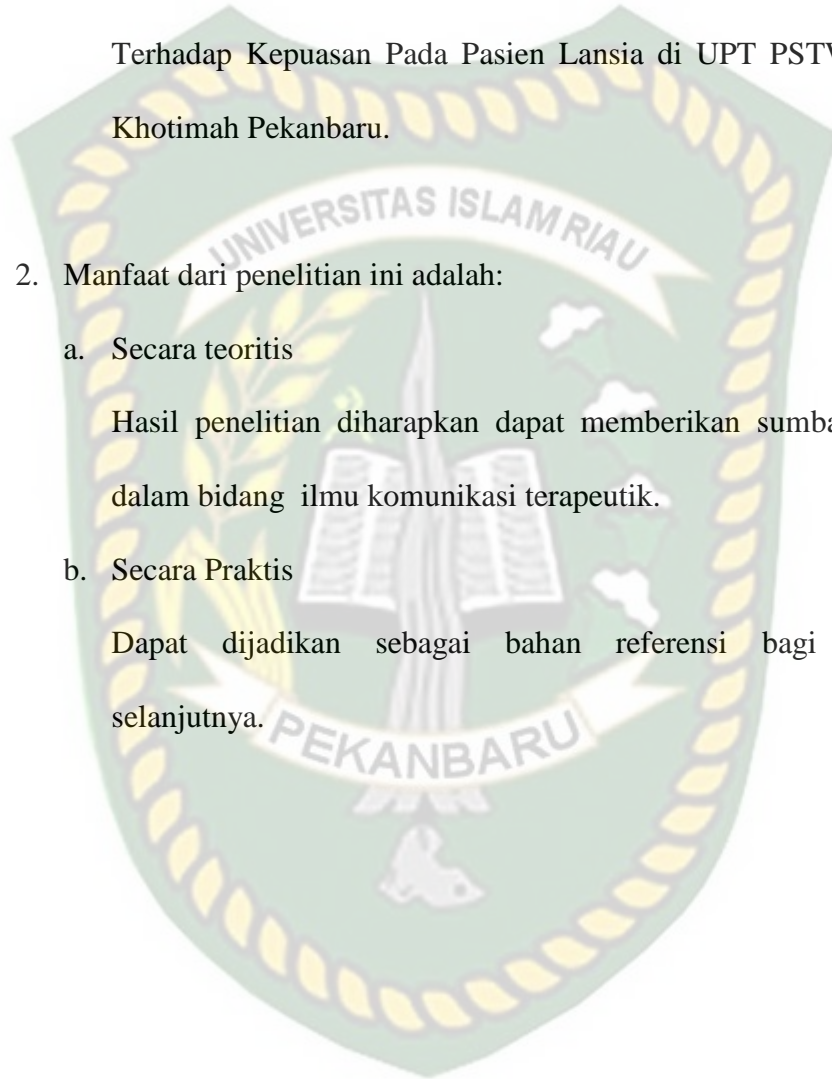 Terhadap Kepuasan Pada Pasien Lansia di UPT
Khotimah Pekanbaru.
UNIVERSITAS ISLAM RIAU
2. Manfaat dari penelitian ini adalah:
a. Secara teoritis
Hasil penelitian diharapkan dapat memberikan
dalam bidang ilmu komunikasi terapeutik.
b. Secara Praktis
Dapat dijadikan sebagai bahan referensi bagi
selanjutnya.
PEKANBARU